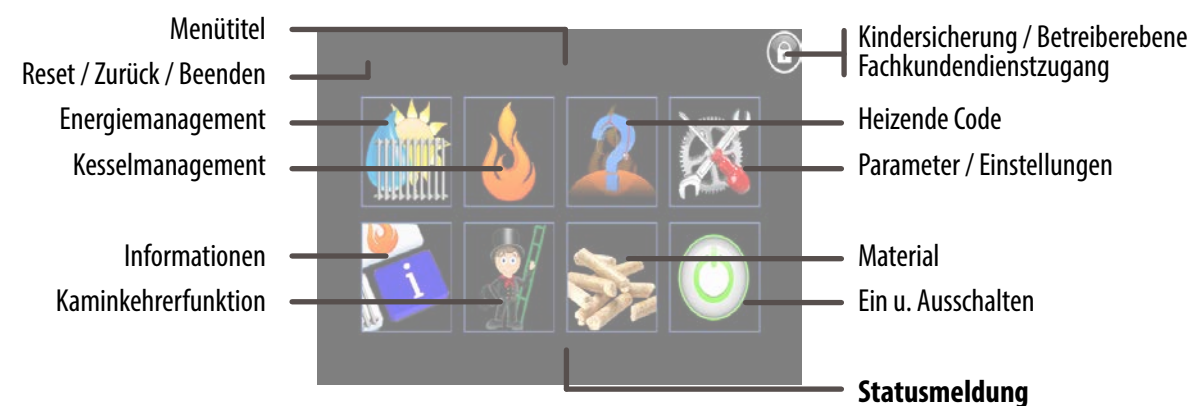 Menütitel
Reset / Zurück / Beenden
Energiemanagement
Kesselmanagement
Informationen
Kaminkehrerfunktion
Kindersicherung / Betreiberebene
Fachkundendienstzugang
Heizende Code
Parameter / Einstellungen
Material
Ein u. Ausschalten
Statusmeldung
i